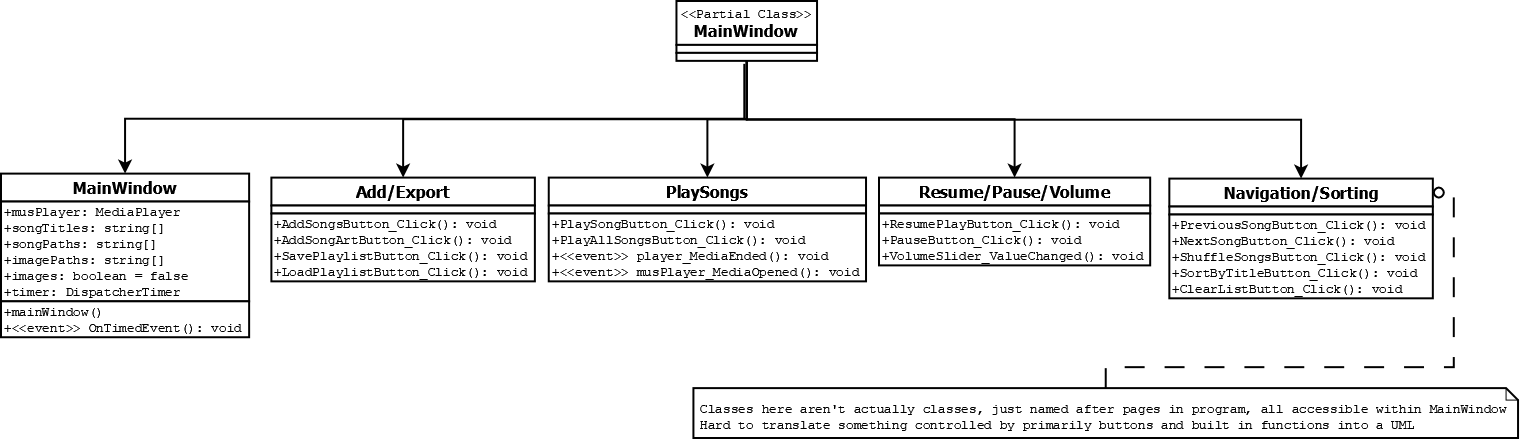 <<Partial Class>>
MainWindow
MainWindow
+musPlayer: MediaPlayer
+songTitles: string[]
+songPaths: string[]
+imagePaths: string[]
+images: boolean = false
+timer: DispatcherTimer
+mainWindow()
+<<event>> OnTimedEvent(): void
Add/Export
+AddSongsButton_Click(): void
+AddSongArtButton_Click(): void
+SavePlaylistButton_Click(): void
+LoadPlaylistButton_Click(): void
PlaySongs
+PlaySongButton_Click(): void
+PlayAllSongsButton_Click(): void
+<<event>> player_MediaEnded(): void
+<<event>> musPlayer_MediaOpened(): void
Resume/Pause/Volume
+ResumePlayButton_Click(): void
+PauseButton_Click(): void
+VolumeSlider_ValueChanged(): void
Navigation/Sorting
+PreviousSongButton_Click(): void
+NextSongButton_Click(): void
+ShuffleSongsButton_Click(): void
+SortByTitleButton_Click(): void
+ClearListButton_Click(): void
Classes here aren't actually classes, just named after pages in program, all accessible within MainWindow
Hard to translate something controlled by primarily buttons and built in functions into a UML